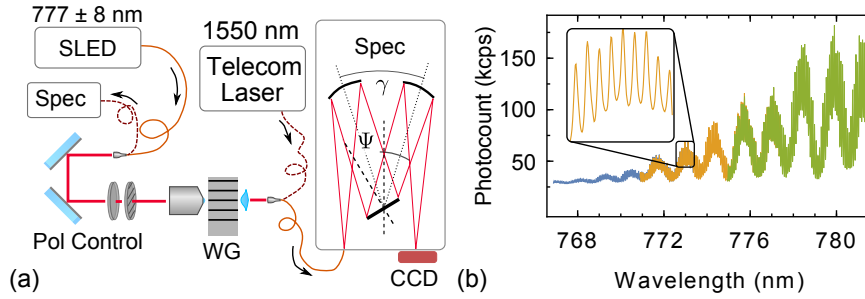 777 ± 8 nm
SLED
Spec
Pol Control
WG
1550 nm
Telecom
Laser
Spec
γ
Ψ
CCD
(a)
Photocount (kcps)
150
100
50
768
772
776
780
Wavelength (nm)
(b)